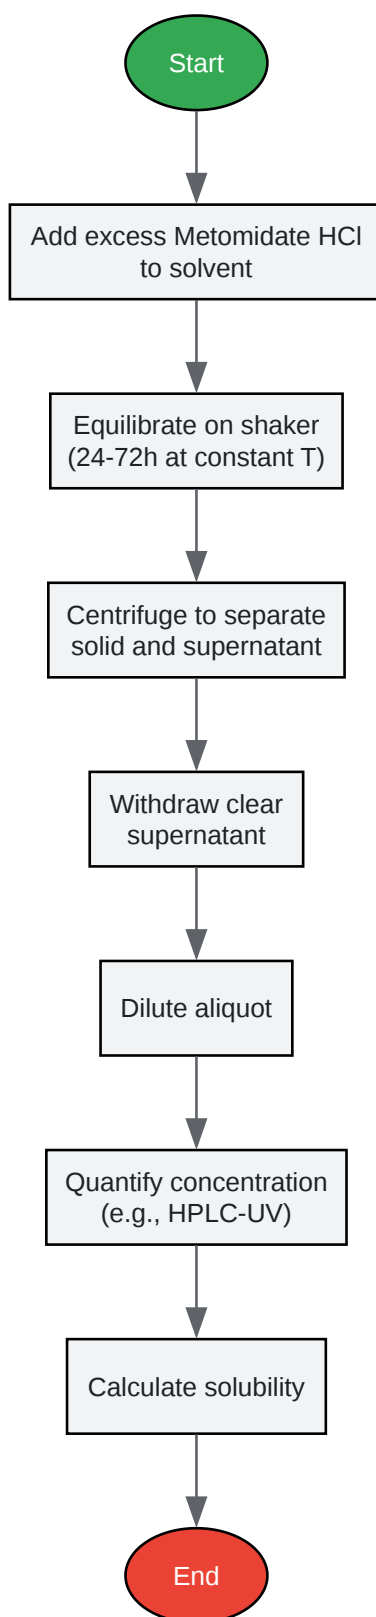 Start
Add excess Metomidate HCl
to solvent
Equilibrate on shaker
(24-72h at constant T)
Centrifuge to separate
solid and supernatant
Withdraw clear
supernatant
Dilute aliquot
Quantify concentration
(e.g., HPLC-UV)
Calculate solubility
End